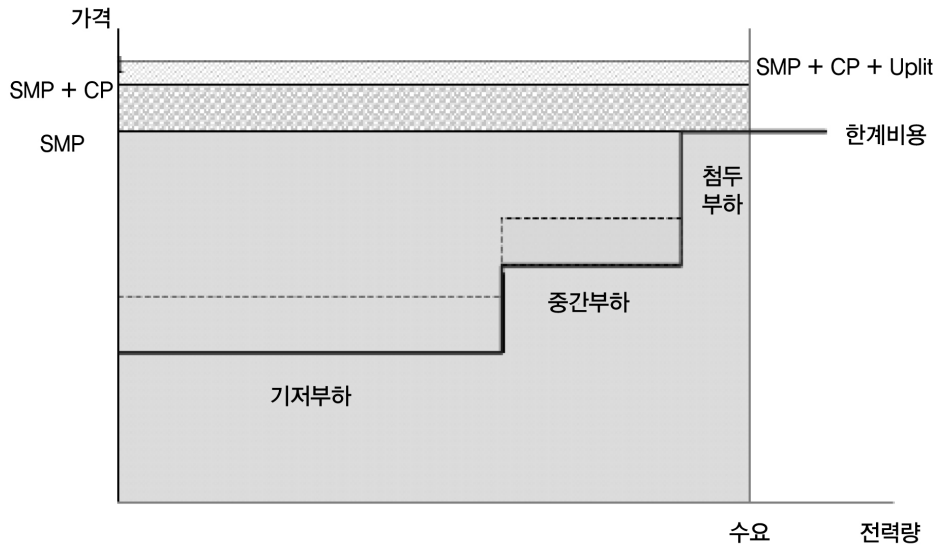 가격
SMP + CP + Uplit
SMP + CP
SMP
한계비용
첨두
부하
중간부하
기저부하
수요
전력량